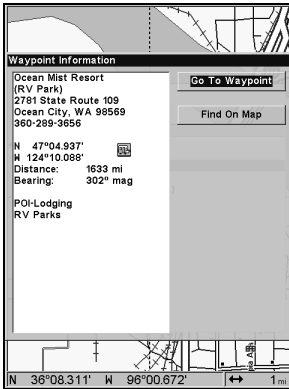 Waypoint Information
Ocean Mist Resort
(RV Park)
2781 State Route 109
Ocean City, WA 98569
360-289-3656
N 47°04.937'
W 124°10.088'
Distance: 1633 mi
Bearing: 302° mag
POI-Lodging
RV Parks
Go To Waypoint
Find On Map
N 36°08.311' W 96°00.672' 1 mi